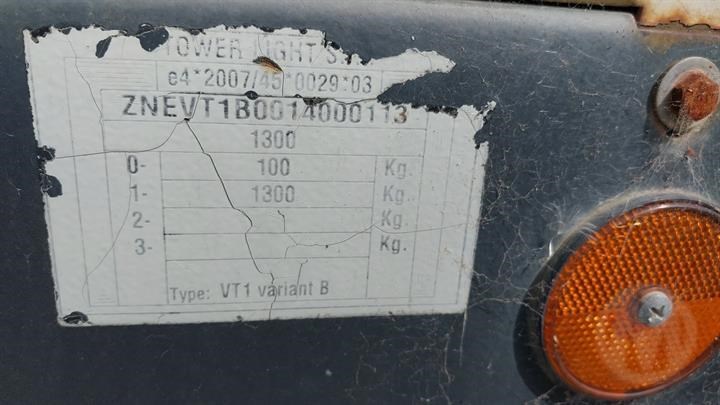 TOWER LIGHT S.
e4*2007/45*0029*03
ZNEVT1B0014000113
1300
0- 100 Kg.
1- 1300 Kg.
2- Kg.
3- Kg.
Type: VT1 variant B